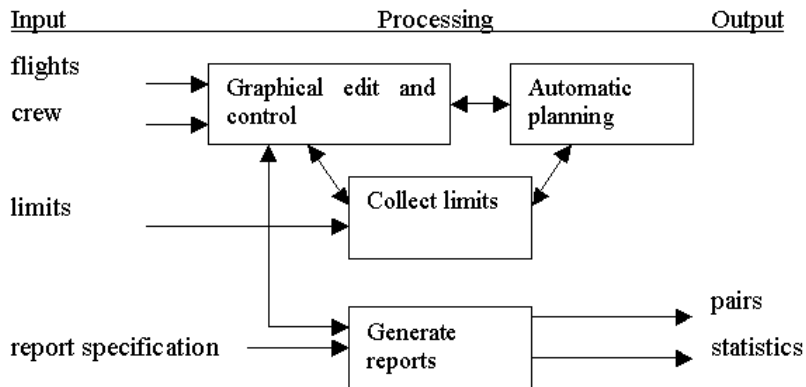 Input Processing Output
flights
crew
Graphical edit and
control
Automatic
planning
limits
Collect limits
report specification
Generate
reports
pairs
statistics